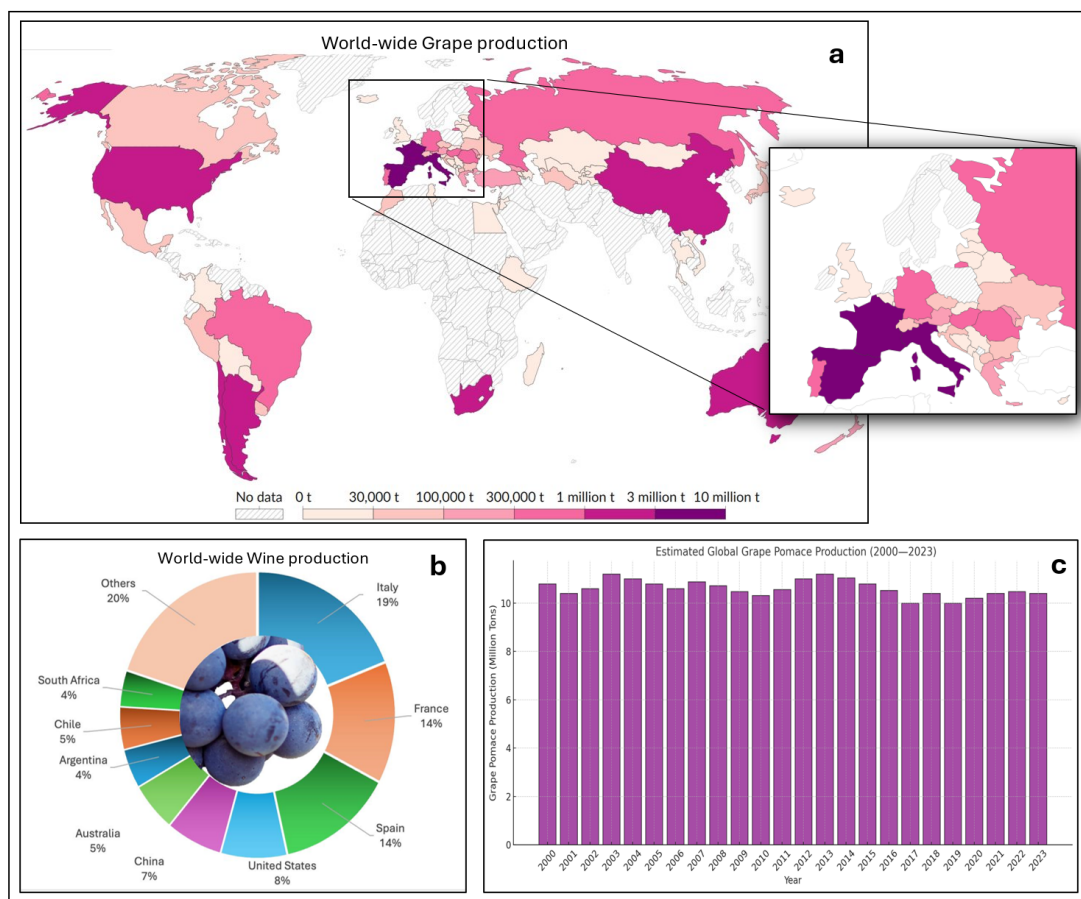 World-wide Grape production
a
No data
0 t
30,000 t
100,000 t
300,000 t
1 million t
3 million t
10 million t
World-wide Wine production
b
Others
20%
Italy
19%
South Africa
4%
France
14%
Chile
5%
Argentina
4%
Spain
14%
Australia
5%
China
7%
United States
8%
Estimated Global Grape Pomace Production (2000—2023)
c
Grape Pomace Production (Million Tons)
10
8
6
4
2
0
2000
2001
2002
2003
2004
2005
2006
2007
2008
2009
2010
2011
2012
2013
2014
2015
2016
2017
2018
2019
2020
2021
2022
2023
Year